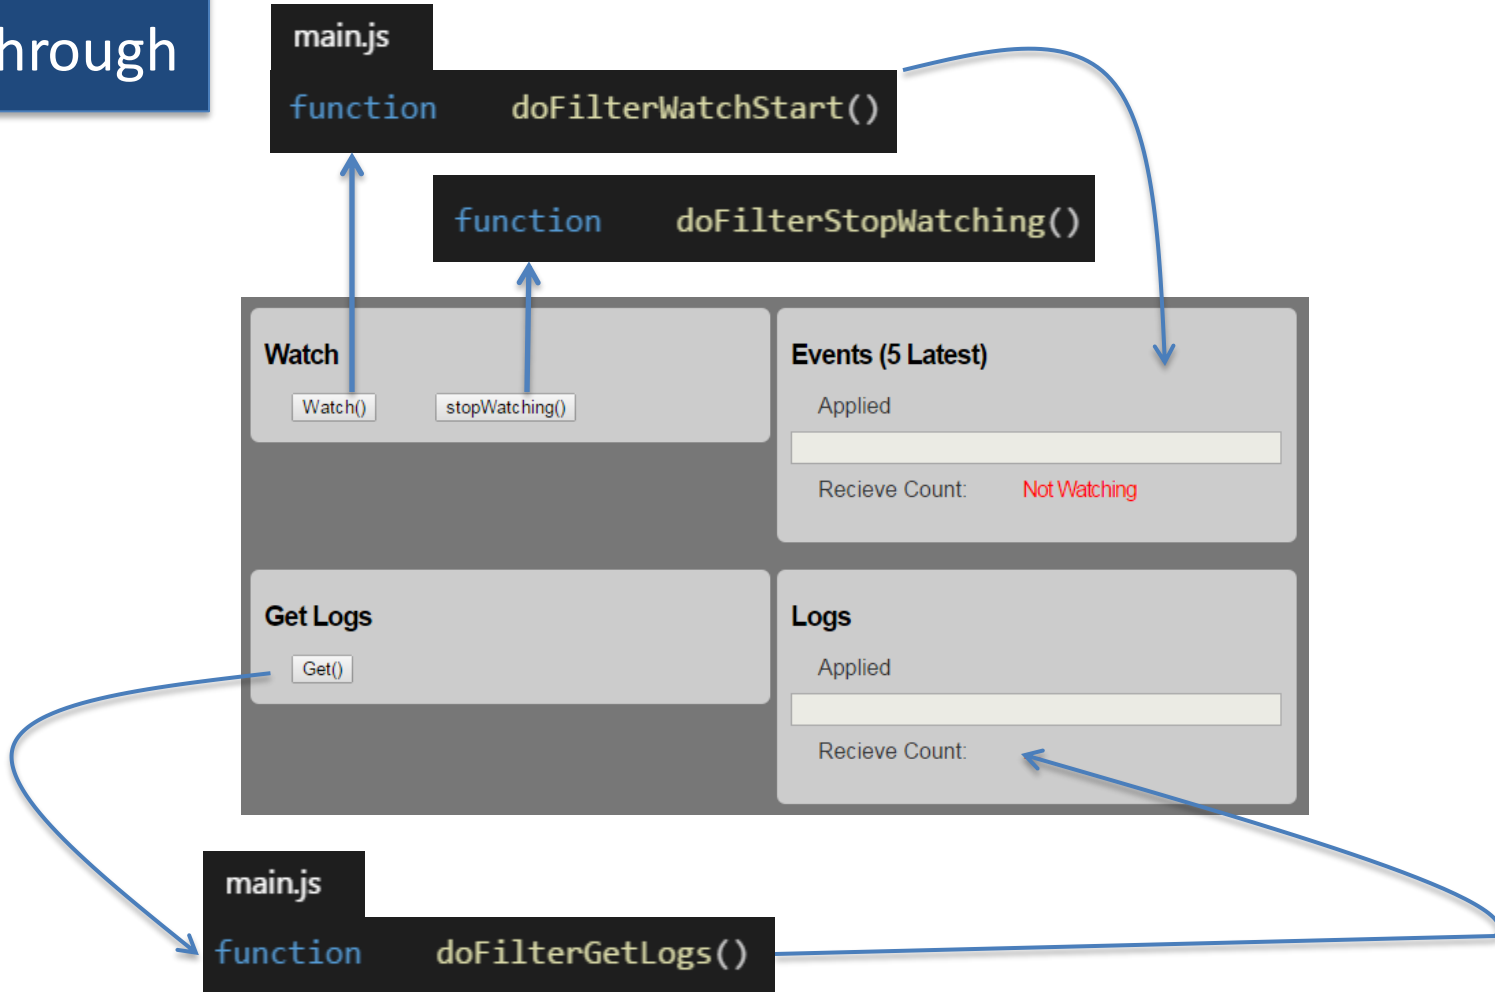 hrough
main.js
function doFilterWatchStart()
function doFilterStopWatching()
Watch
Watch() stopWatching()
Events (5 Latest)
Applied
Recieve Count: Not Watching
Get Logs
Get()
Logs
Applied
Recieve Count:
main.js
function doFilterGetLogs()